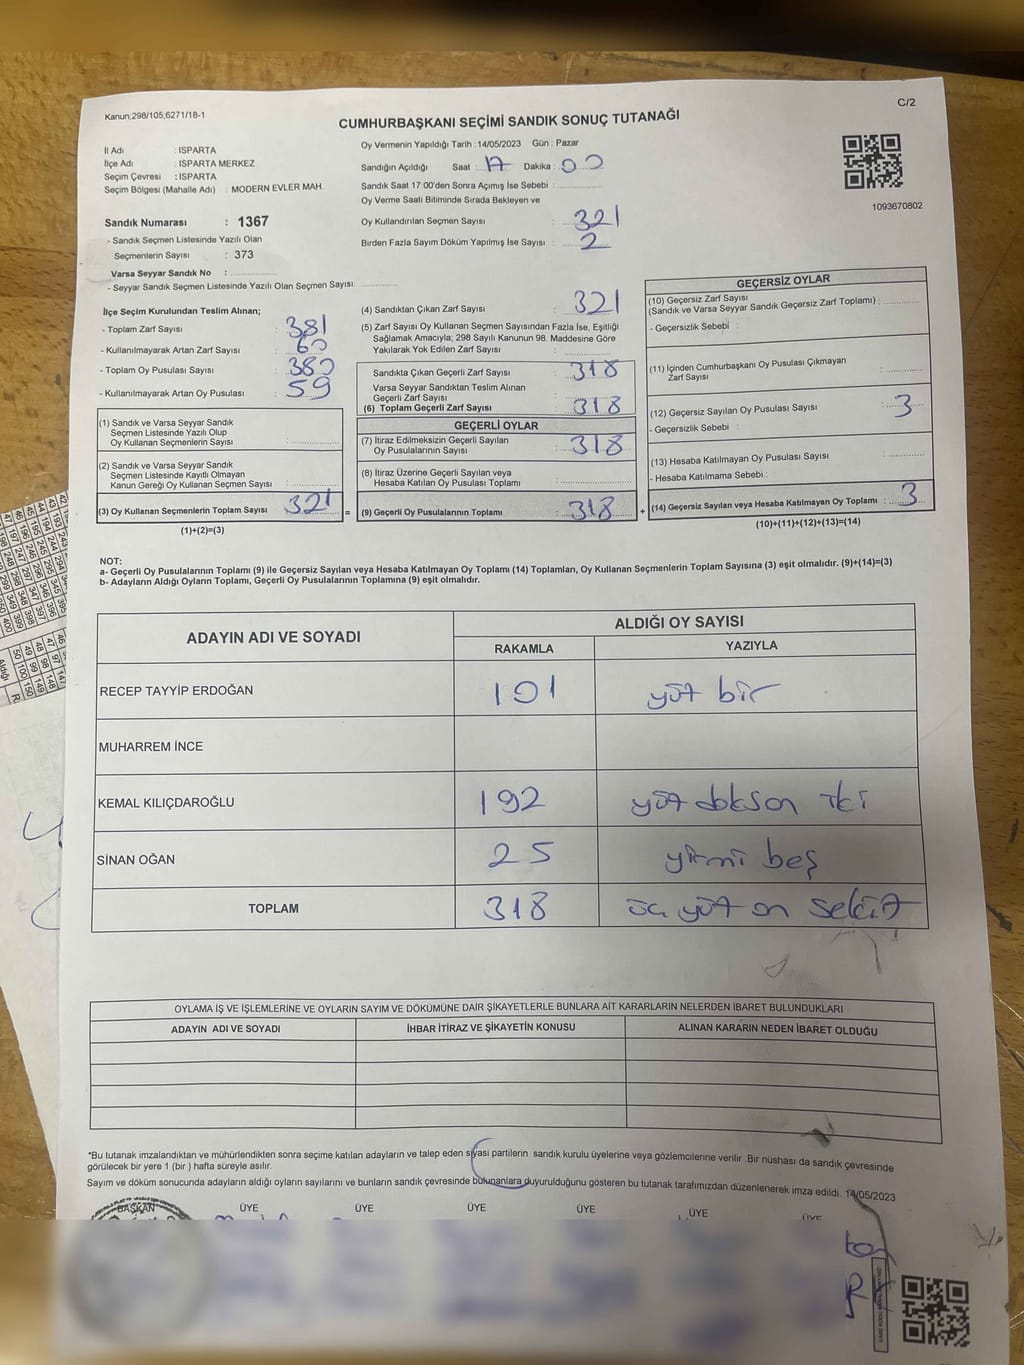 Kanun;298/105;6271/18-1
C/2
CUMHURBAŞKANI SEÇİMİ SANDIK SONUÇ TUTANAĞI
İl Adı : ISPARTA
İlçe Adı : ISPARTA MERKEZ
Seçim Çevresi : ISPARTA
Seçim Bölgesi (Mahalle Adı) : MODERN EVLER MAH.
Sandık Numarası : 1367
- Sandık Seçmen Listesinde Yazılı Olan
Seçmenlerin Sayısı : 373
Varsa Seyyar Sandık No :
- Seyyar Sandık Seçmen Listesinde Yazılı Olan Seçmen Sayısı:
Oy Vermenin Yapıldığı Tarih : 14/05/2023 Gün : Pazar
Sandığın Açıldığı Saat : 17 Dakika : 00
Sandık Saat 17.00'den Sonra Açımış İse Sebebi :
Oy Verme Saati Bitiminde Sırada Bekleyen ve
Oy Kullandırılan Seçmen Sayısı : 321
Birden Fazla Sayım Döküm Yapılmış İse Sayısı : 2
1093670802
İlçe Seçim Kurulundan Teslim Alınan;
- Toplam Zarf Sayısı : 381
- Kullanılmayarak Artan Zarf Sayısı : 60
- Toplam Oy Pusulası Sayısı : 380
- Kullanılmayarak Artan Oy Pusulası : 59
(1) Sandık ve Varsa Seyyar Sandık
Seçmen Listesinde Yazılı Olup
Oy Kullanan Seçmenlerin Sayısı :
(2) Sandık ve Varsa Seyyar Sandık
Seçmen Listesinde Kayıtlı Olmayan
Kanun Gereği Oy Kullanan Seçmen Sayısı :
(3) Oy Kullanan Seçmenlerin Toplam Sayısı : 321 =
(1)+(2)=(3)
(4) Sandıktan Çıkan Zarf Sayısı : 321
(5) Zarf Sayısı Oy Kullanan Seçmen Sayısından Fazla İse, Eşitliği
Sağlamak Amacıyla; 298 Sayılı Kanunun 98. Maddesine Göre
Yakılarak Yok Edilen Zarf Sayısı :
Sandıkta Çıkan Geçerli Zarf Sayısı : 318
Varsa Seyyar Sandıktan Teslim Alınan
Geçerli Zarf Sayısı :
(6) Toplam Geçerli Zarf Sayısı : 318
GEÇERLİ OYLAR
(7) İtiraz Edilmeksizin Geçerli Sayılan
Oy Pusulalarının Sayısı : 318
(8) İtiraz Üzerine Geçerli Sayılan veya
Hesaba Katılan Oy Pusulası Toplamı :
(9) Geçerli Oy Pusulalarının Toplamı : 318 +
GEÇERSİZ OYLAR
(10) Geçersiz Zarf Sayısı
(Sandık ve Varsa Seyyar Sandık Geçersiz Zarf Toplamı) :
- Geçersizlik Sebebi :
(11) İçinden Cumhurbaşkanı Oy Pusulası Çıkmayan
Zarf Sayısı :
(12) Geçersiz Sayılan Oy Pusulası Sayısı : 3
- Geçersizlik Sebebi :
(13) Hesaba Katılmayan Oy Pusulası Sayısı :
- Hesaba Katılmama Sebebi :
(14) Geçersiz Sayılan veya Hesaba Katılmayan Oy Toplamı : 3
(10)+(11)+(12)+(13)=(14)
NOT:
a- Geçerli Oy Pusulalarının Toplamı (9) ile Geçersiz Sayılan veya Hesaba Katılmayan Oy Toplamı (14) Toplamları, Oy Kullanan Seçmenlerin Toplam Sayısına (3) eşit olmalıdır. (9)+(14)=(3)
b- Adayların Aldığı Oyların Toplamı, Geçerli Oy Pusulalarının Toplamına (9) eşit olmalıdır.
ADAYIN ADI VE SOYADI
ALDIĞI OY SAYISI
RAKAMLA YAZIYLA
RECEP TAYYİP ERDOĞAN 101 yüz bir
MUHARREM İNCE
KEMAL KILIÇDAROĞLU 192 yüz doksan iki
SİNAN OĞAN 25 yirmi beş
TOPLAM 318 üç yüz on sekiz
OYLAMA İŞ VE İŞLEMLERİNE VE OYLARIN SAYIM VE DÖKÜMÜNE DAİR ŞİKAYETLERLE BUNLARA AİT KARARLARIN NELERDEN İBARET BULUNDUKLARI
ADAYIN ADI VE SOYADI İHBAR İTİRAZ VE ŞİKAYETİN KONUSU ALINAN KARARIN NEDEN İBARET OLDUĞU
*Bu tutanak imzalandıktan ve mühürlendikten sonra seçime katılan adayların ve talep eden siyasi partilerin sandık kurulu üyelerine veya gözlemcilerine verilir .Bir nüshası da sandık çevresinde
görülecek bir yere 1 (bir ) hafta süreyle asılır.
Sayım ve döküm sonucunda adayların aldığı oyların sayılarını ve bunların sandık çevresinde bulunanlara duyurulduğunu gösteren bu tutanak tarafımızdan düzenlenerek imza edildi. 14/05/2023
BAŞKAN ÜYE ÜYE ÜYE ÜYE ÜYE ÜYE